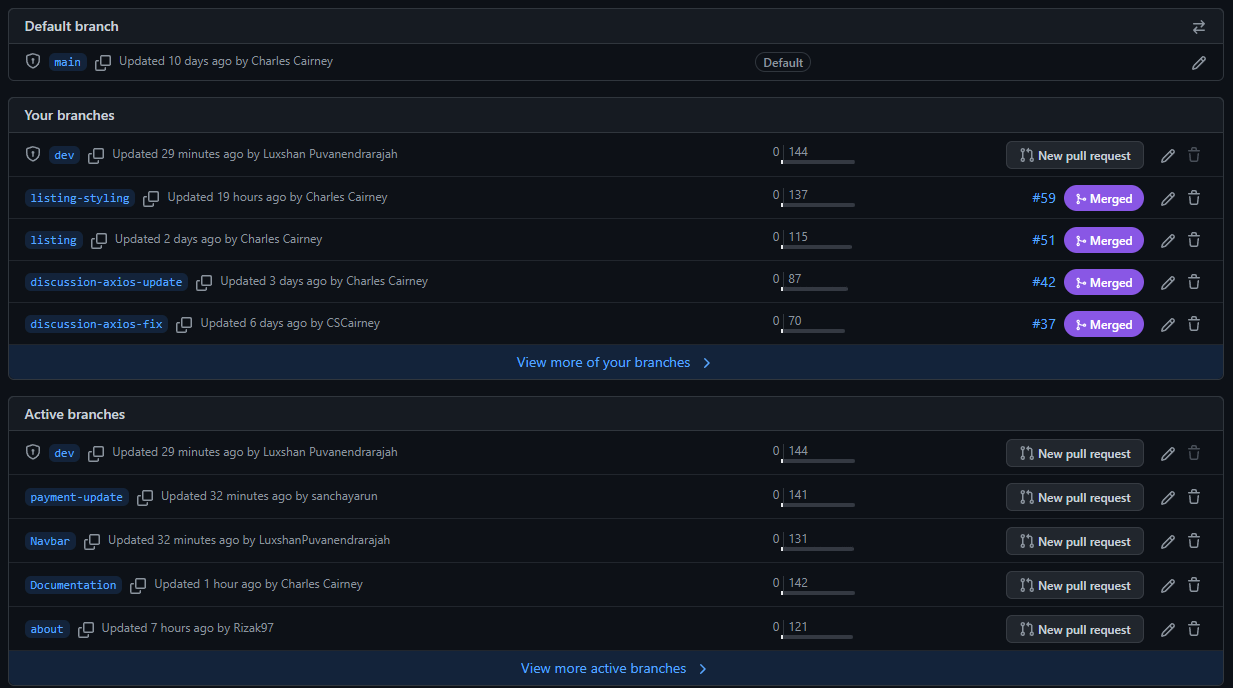 Default branch
main Updated 10 days ago by Charles Cairney Default
Your branches
dev Updated 29 minutes ago by Luxshan Puvanendrarajah 0 144 New pull request
listing-styling Updated 19 hours ago by Charles Cairney 0 137 #59 Merged
listing Updated 2 days ago by Charles Cairney 0 115 #51 Merged
discussion-axios-update Updated 3 days ago by Charles Cairney 0 87 #42 Merged
discussion-axios-fix Updated 6 days ago by CSCairney 0 70 #37 Merged
View more of your branches
Active branches
dev Updated 29 minutes ago by Luxshan Puvanendrarajah 0 144 New pull request
payment-update Updated 32 minutes ago by sanchayarun 0 141 New pull request
Navbar Updated 32 minutes ago by LuxshanPuvanendrarajah 0 131 New pull request
Documentation Updated 1 hour ago by Charles Cairney 0 142 New pull request
about Updated 7 hours ago by Rizak97 0 121 New pull request
View more active branches